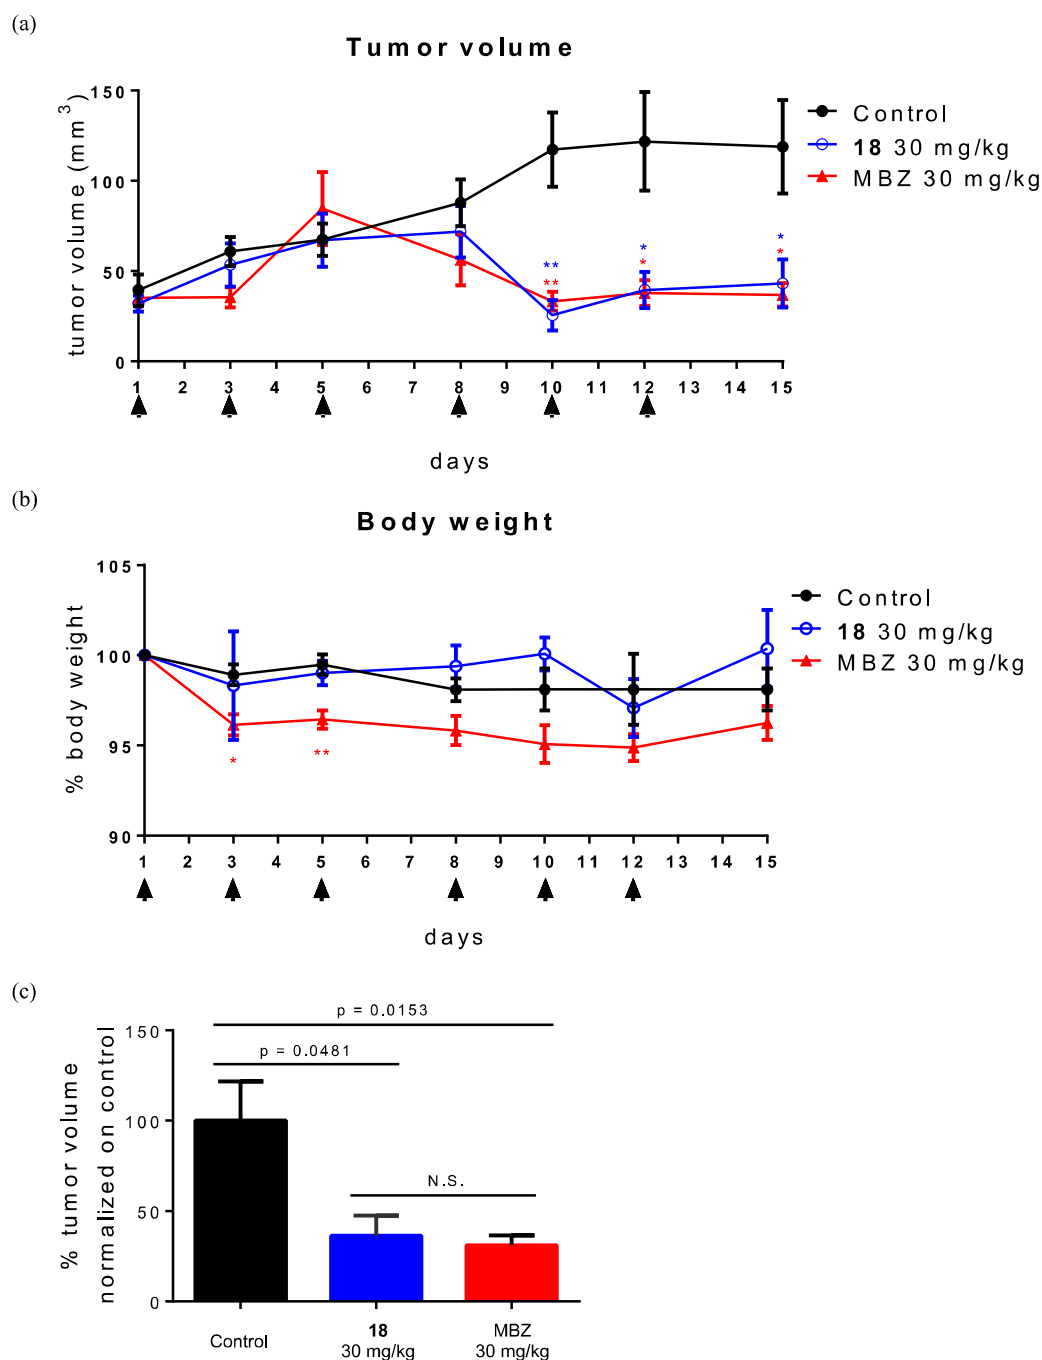 (a)
Tumor volume
tumor volume (mm³)
150
100
50
0
** ** * * * *
1 2 3 4 5 6 7 8 9 10 11 12 13 14 15
days
Control
18 30 mg/kg
MBZ 30 mg/kg
(b)
Body weight
% body weight
105
100
95
90
* **
1 2 3 4 5 6 7 8 9 10 11 12 13 14 15
days
Control
18 30 mg/kg
MBZ 30 mg/kg
(c)
% tumor volume
normalized on control
150
100
50
0
p = 0.0153
p = 0.0481
N.S.
Control
18
30 mg/kg
MBZ
30 mg/kg